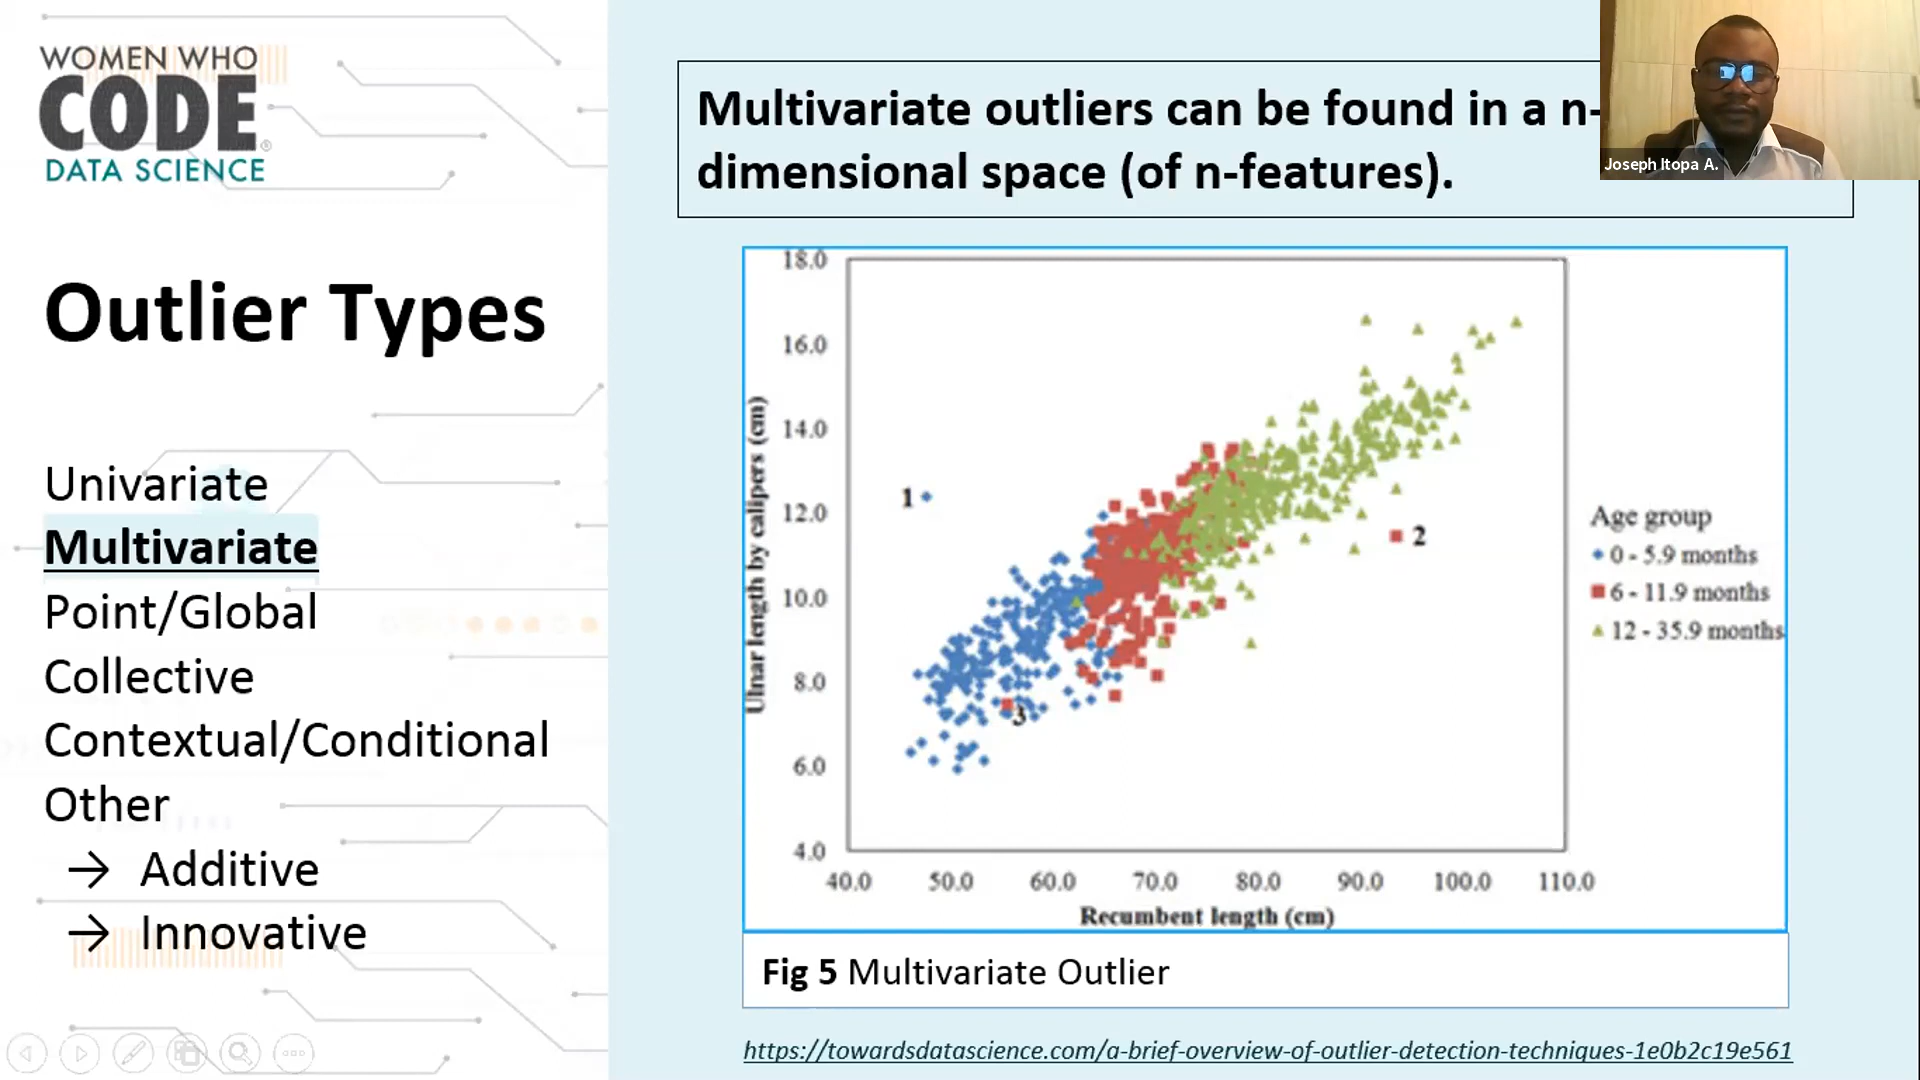 WOMEN WHO
CODE
DATA SCIENCE
Outlier Types
Univariate
Multivariate
Point/Global
Collective
Contextual/Conditional
Other
→ Additive
→ Innovative
Multivariate outliers can be found in a n-
dimensional space (of n-features).
Joseph Itopa A.
18.0
16.0
14.0
12.0
10.0
8.0
6.0
4.0
Ulnar length by calipers (cm)
1
2
3
40.0 50.0 60.0 70.0 80.0 90.0 100.0 110.0
Recumbent length (cm)
Age group
0 - 5.9 months
6 - 11.9 months
12 - 35.9 months
Fig 5 Multivariate Outlier
https://towardsdatascience.com/a-brief-overview-of-outlier-detection-techniques-1e0b2c19e561